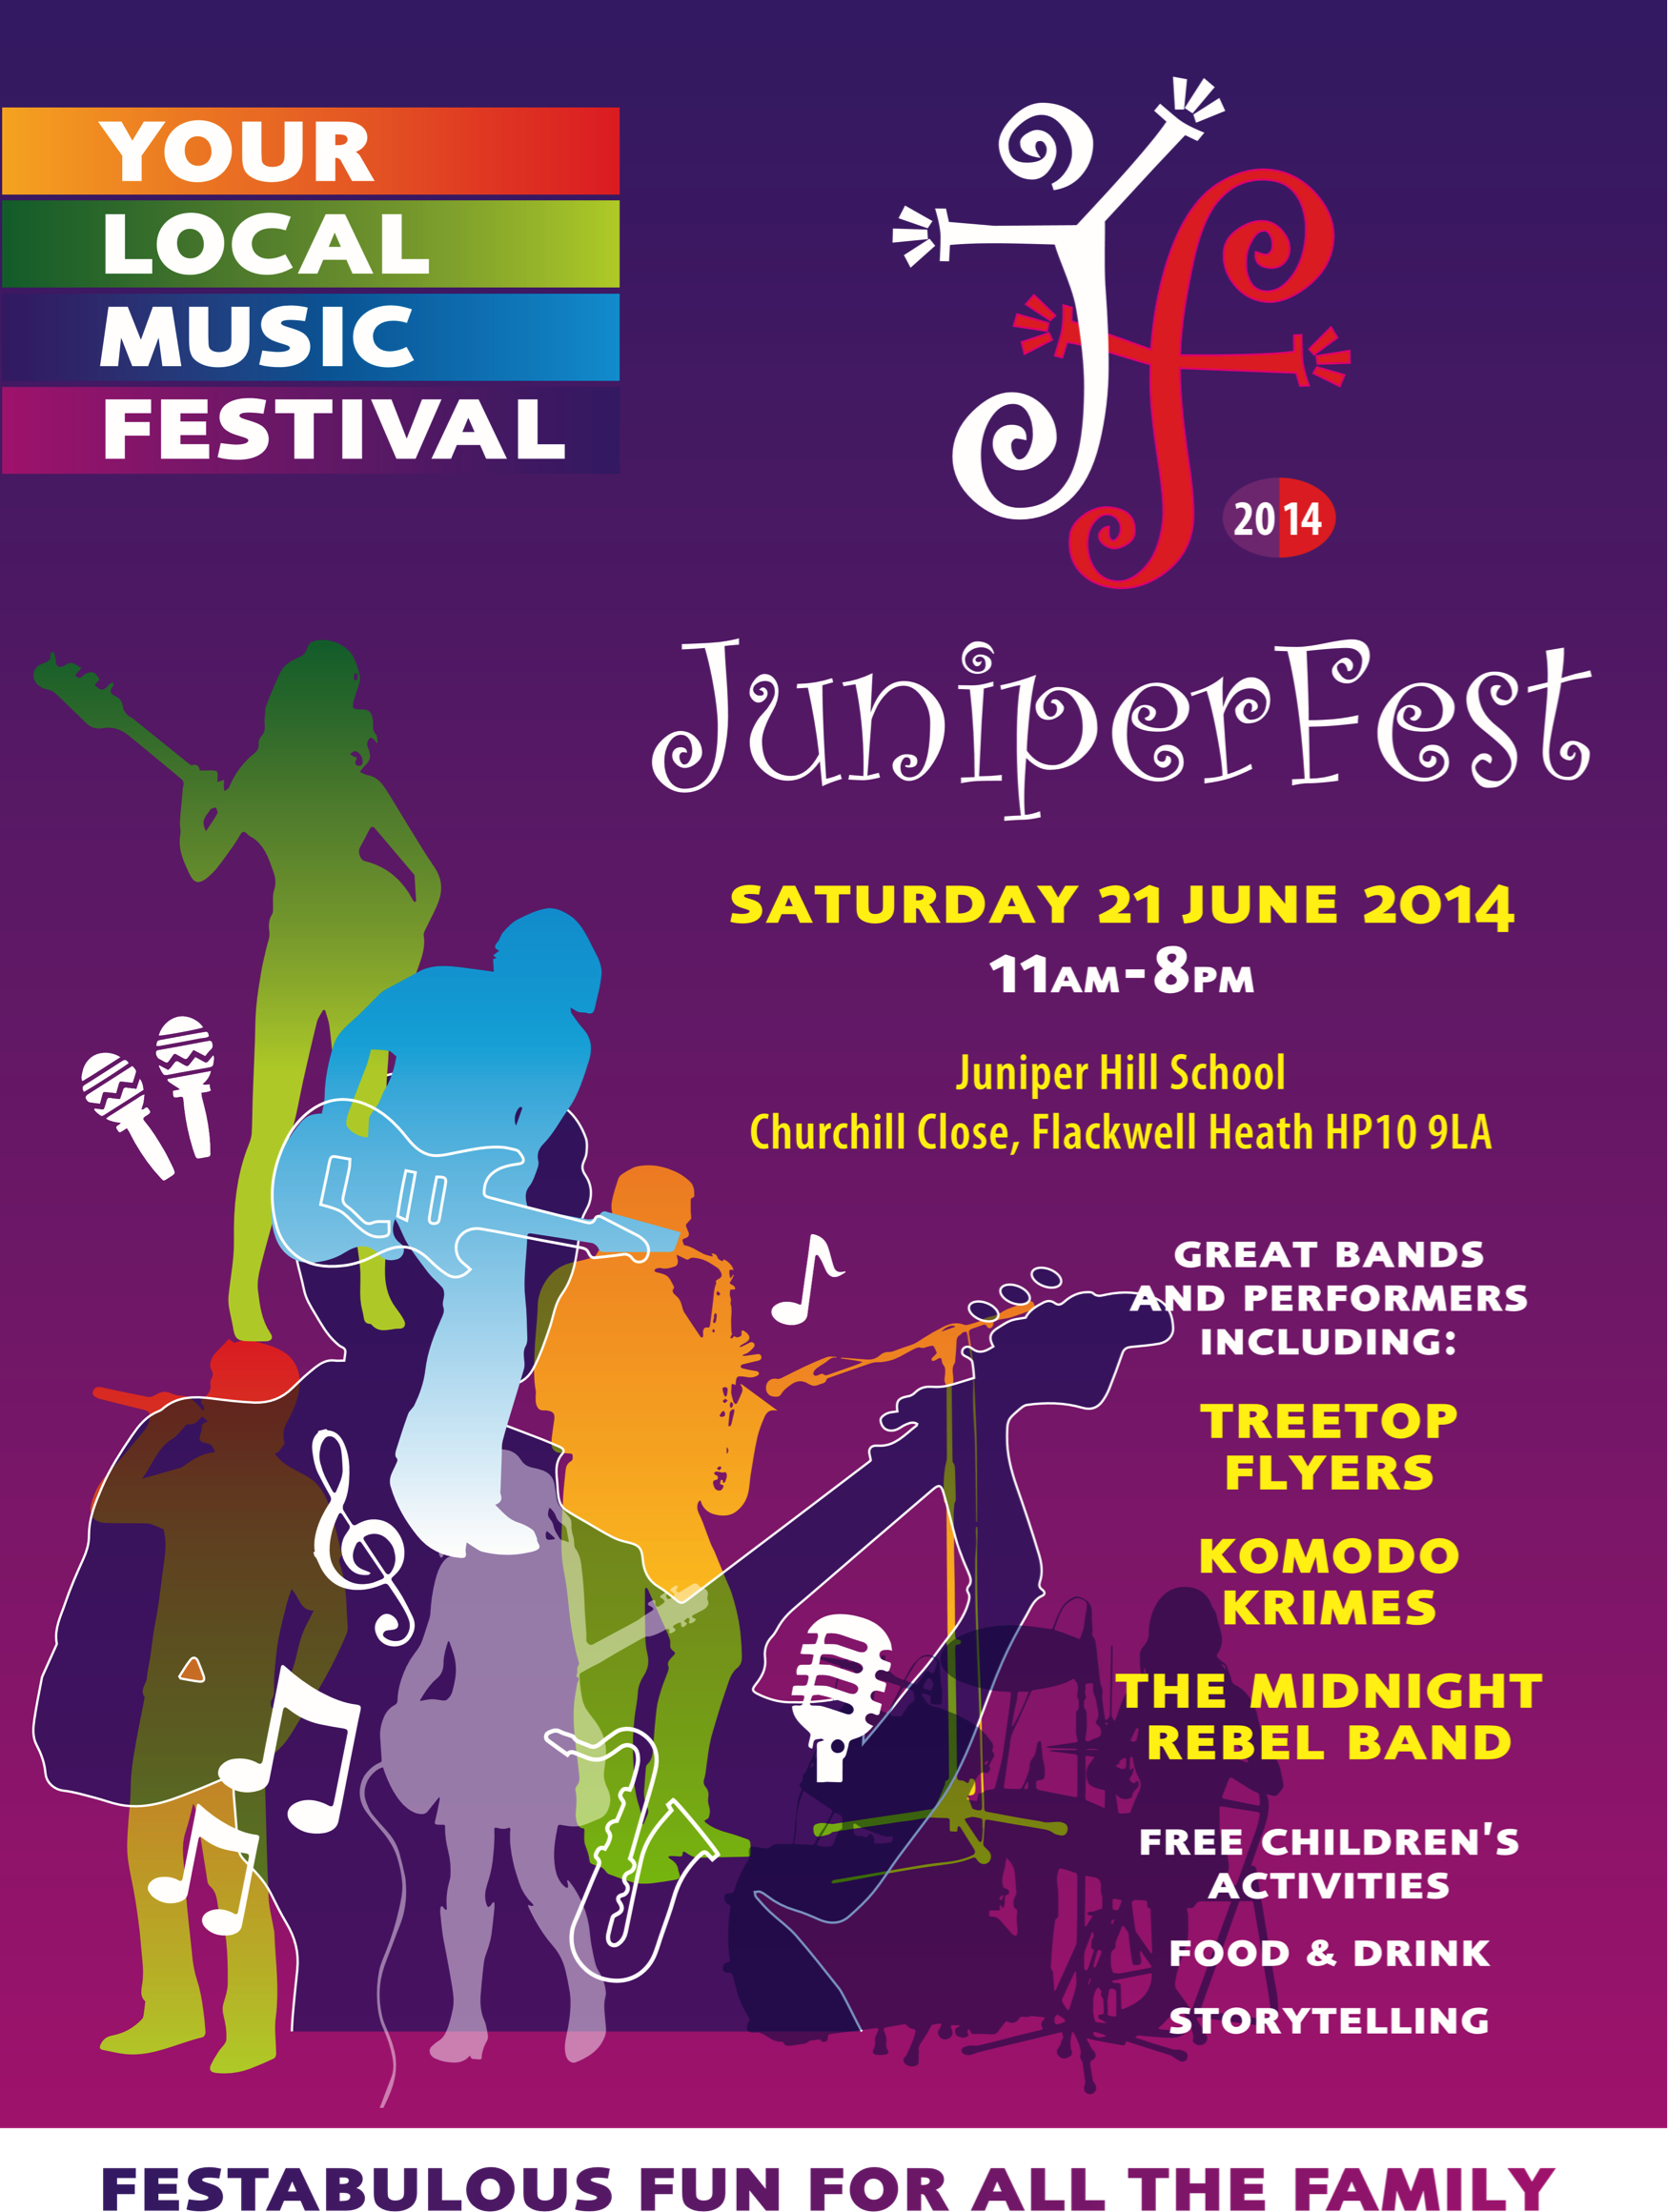 YOUR
LOCAL
MUSIC
FESTIVAL
JF
20 14
JuniperFest
SATURDAY 21 JUNE 2014
11AM-8PM
Juniper Hill School
Churchill Close, Flackwell Heath HP10 9LA
GREAT BANDS
AND PERFORMERS
INCLUDING:
TREETOP
FLYERS
KOMODO
KRIMES
THE MIDNIGHT
REBEL BAND
FREE CHILDREN'S
ACTIVITIES
FOOD & DRINK
STORYTELLING
FESTABULOUS FUN FOR ALL THE FAMILY